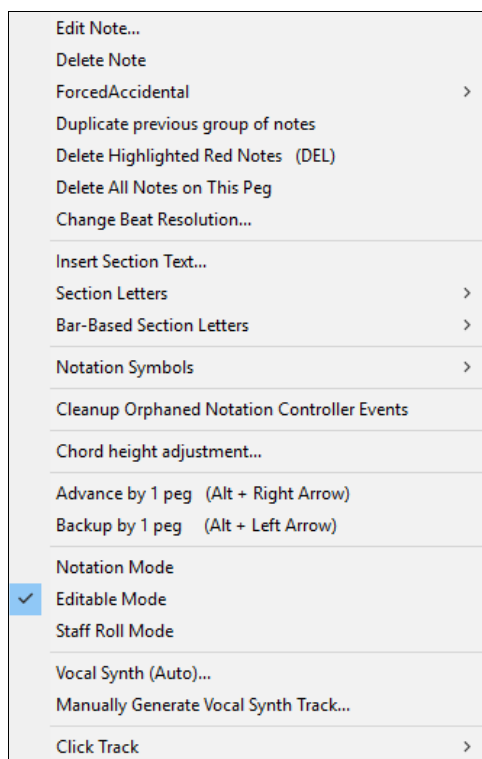 Edit Note...
Delete Note
ForcedAccidental
Duplicate previous group of notes
Delete Highlighted Red Notes (DEL)
Delete All Notes on This Peg
Change Beat Resolution...
Insert Section Text...
Section Letters
Bar-Based Section Letters
Notation Symbols
Cleanup Orphaned Notation Controller Events
Chord height adjustment...
Advance by 1 peg (Alt + Right Arrow)
Backup by 1 peg (Alt + Left Arrow)
Notation Mode
Editable Mode
Staff Roll Mode
Vocal Synth (Auto)...
Manually Generate Vocal Synth Track...
Click Track